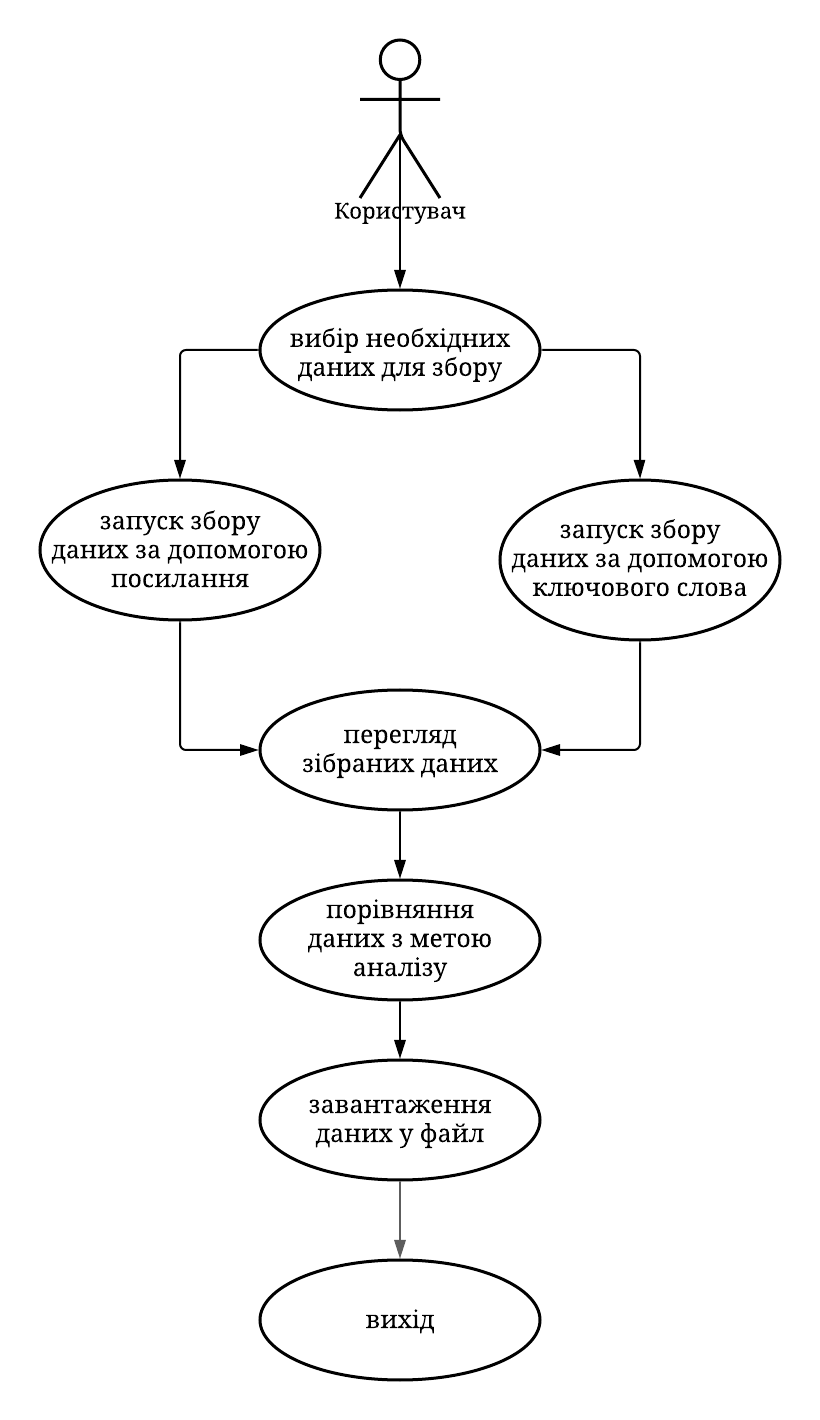 Користувач
вибір необхідних
даних для збору
запуск збору
даних за допомогою
посилання
запуск збору
даних за допомогою
ключового слова
перегляд
зібраних даних
порівняння
даних з метою
аналізу
завантаження
даних у файл
вихід